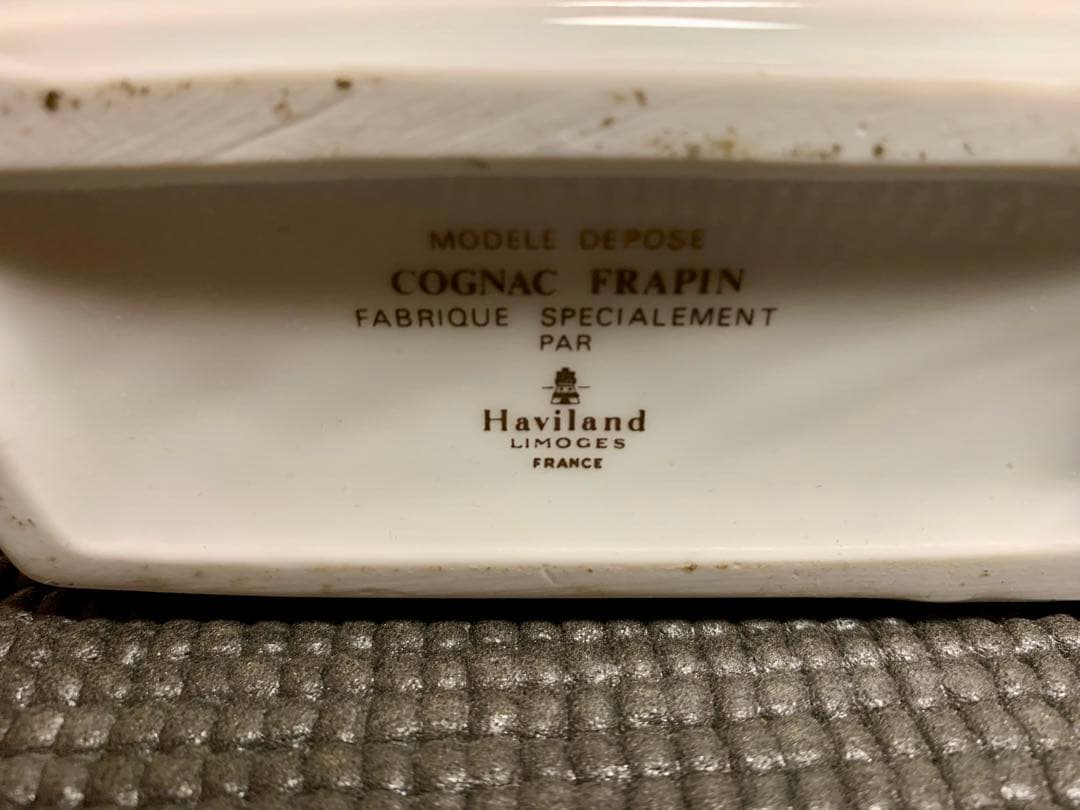 MODELE DEPOSE
COGNAC FRAPIN
FABRIQUE SPECIALEMENT
PAR
Haviland
LIMOGES
FRANCE